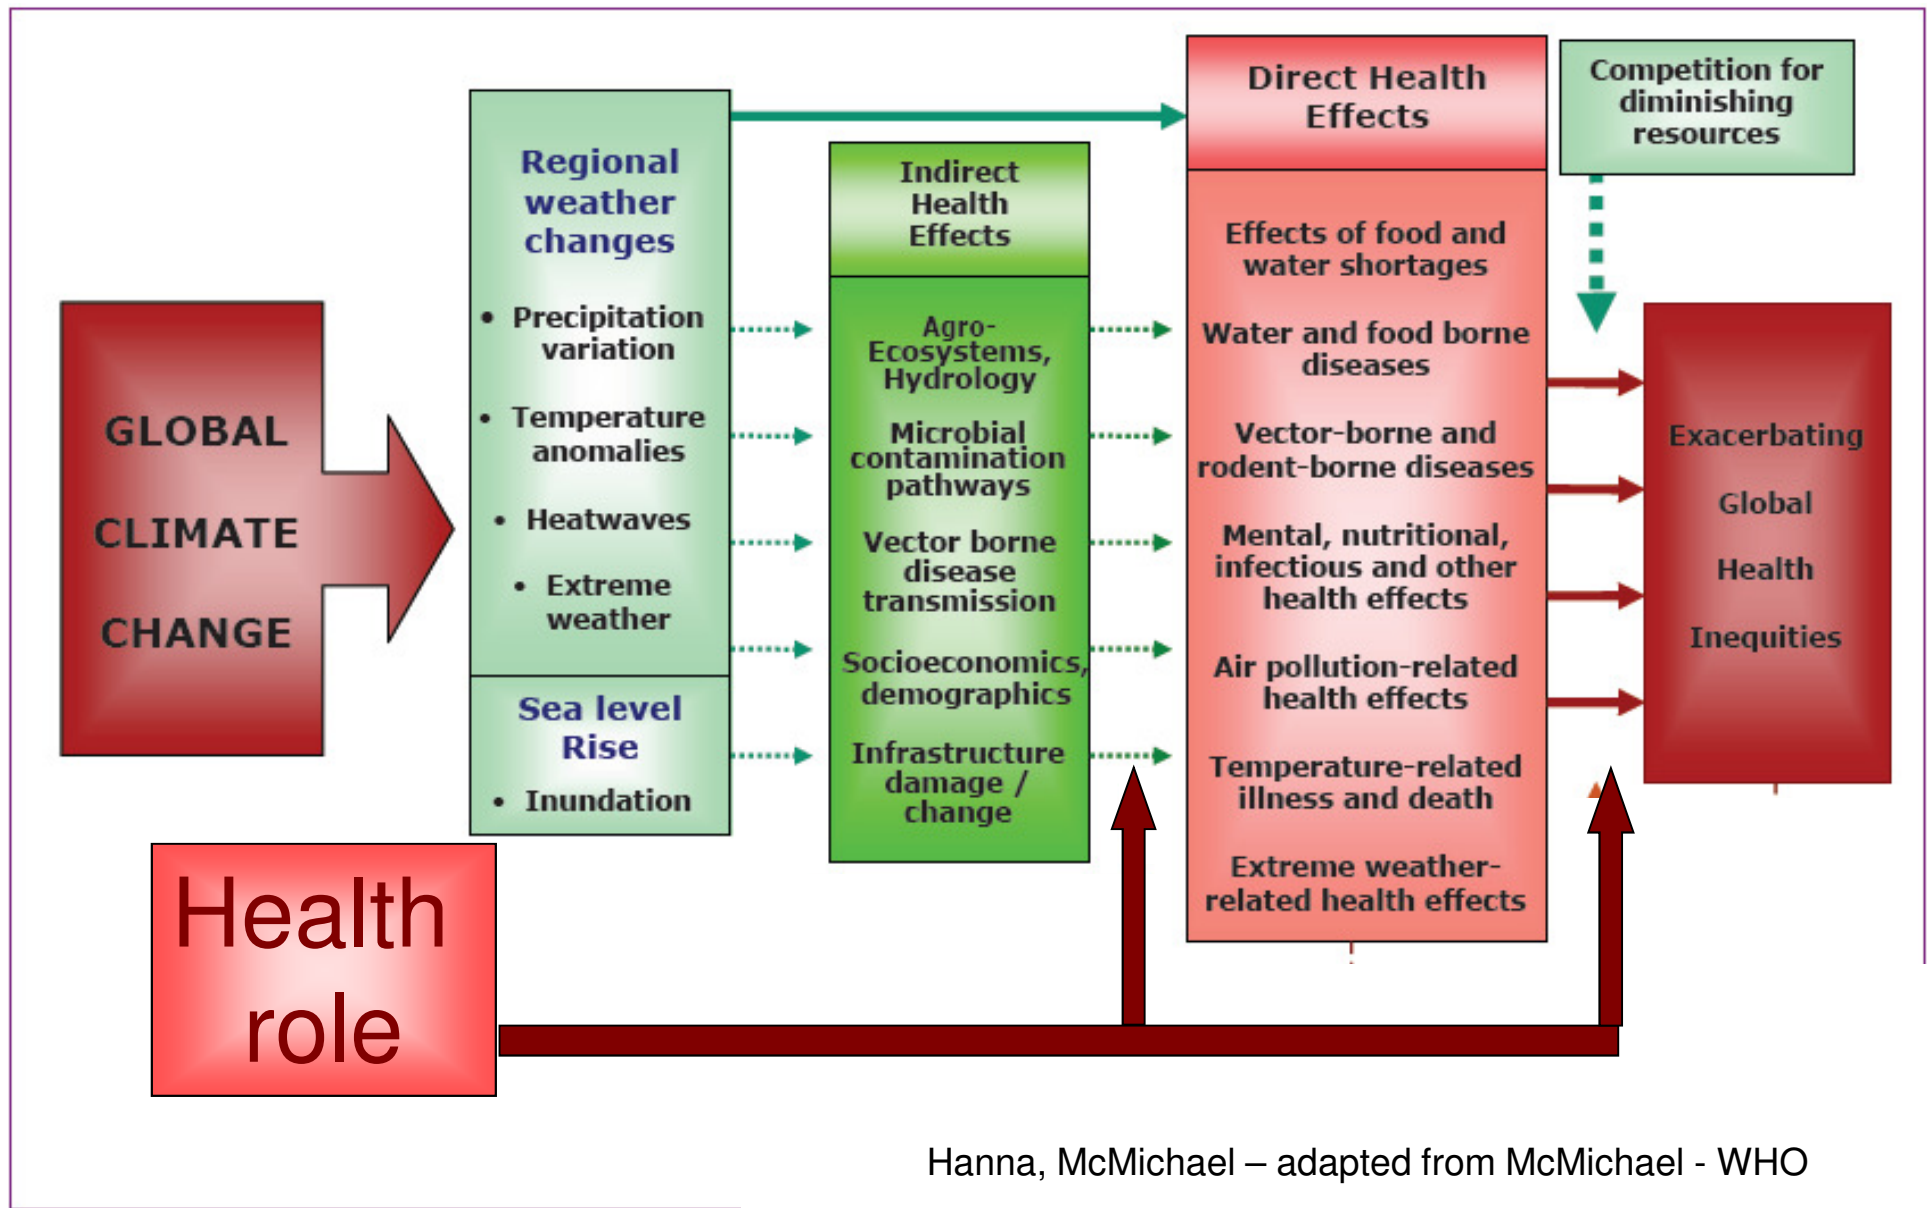 GLOBAL
CLIMATE
CHANGE
Regional
weather
changes
• Precipitation
variation
• Temperature
anomalies
• Heatwaves
• Extreme
weather
Sea level
Rise
• Inundation
Indirect
Health
Effects
Agro-
Ecosystems,
Hydrology
Microbial
contamination
pathways
Vector borne
disease
transmission
Socioeconomics,
demographics
Infrastructure
damage /
change
Direct Health
Effects
Effects of food and
water shortages
Water and food borne
diseases
Vector-borne and
rodent-borne diseases
Mental, nutritional,
infectious and other
health effects
Air pollution-related
health effects
Temperature-related
illness and death
Extreme weather-
related health effects
Competition for
diminishing
resources
Exacerbating
Global
Health
Inequities
Health
role
Hanna, McMichael – adapted from McMichael - WHO